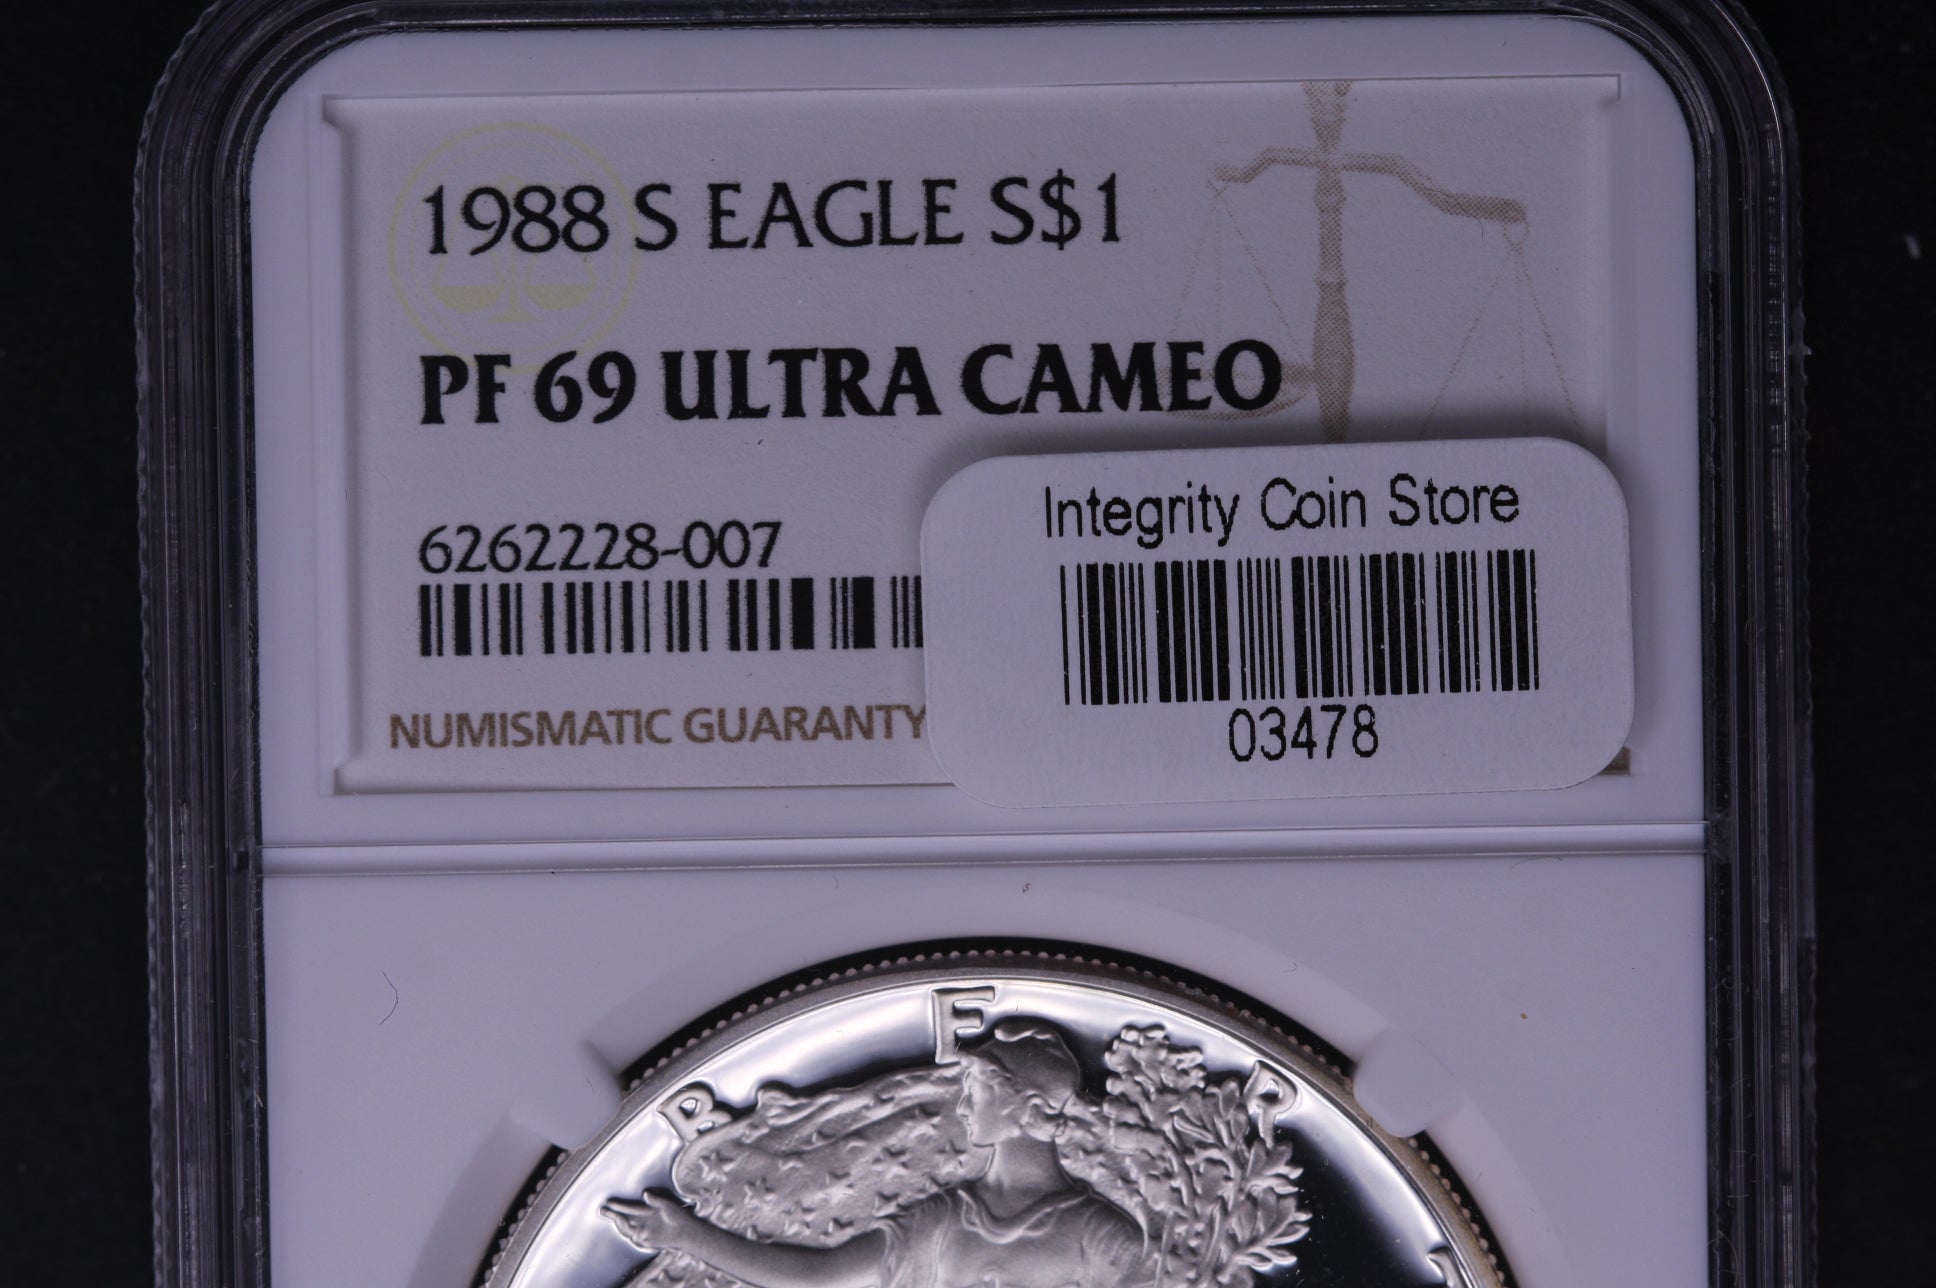 1988 S EAGLE S$1
PF 69 ULTRA CAMEO
6262228-007
NUMISMATIC GUARANTY
Integrity Coin Store
03478
B E R